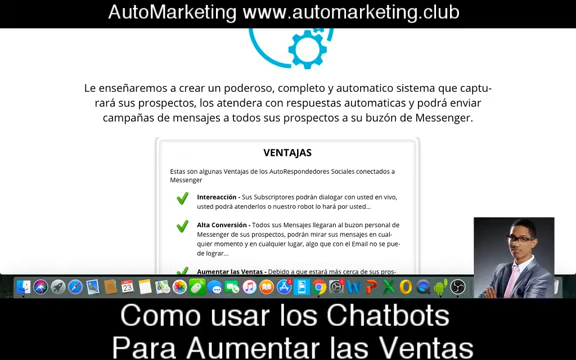 AutoMarketing www.automarketing.club
Le enseñaremos a crear un poderoso, completo y automatico sistema que captu-
rará sus prospectos, los atendera con respuestas automaticas y podrá enviar
campañas de mensajes a todos sus prospectos a su buzón de Messenger.
VENTAJAS
Estas son algunas Ventajas de los AutoRespondedores Sociales conectados a
Messenger
Intereacción - Sus Subscriptores podrán dialogar con usted en vivo,
usted podrá atenderlos o nuestro robot lo hará por usted...
Alta Conversión - Todos sus Mensajes llegaran al buzon personal de
Messenger de sus prospectos, podrán mirar sus mensajes en cual-
quier momento y en cualquier lugar, algo que con el Email no se pue-
de lograr...
Aumentar las Ventas - Debido a que estará más cerca de sus pros-
Como usar los Chatbots
Para Aumentar las Ventas